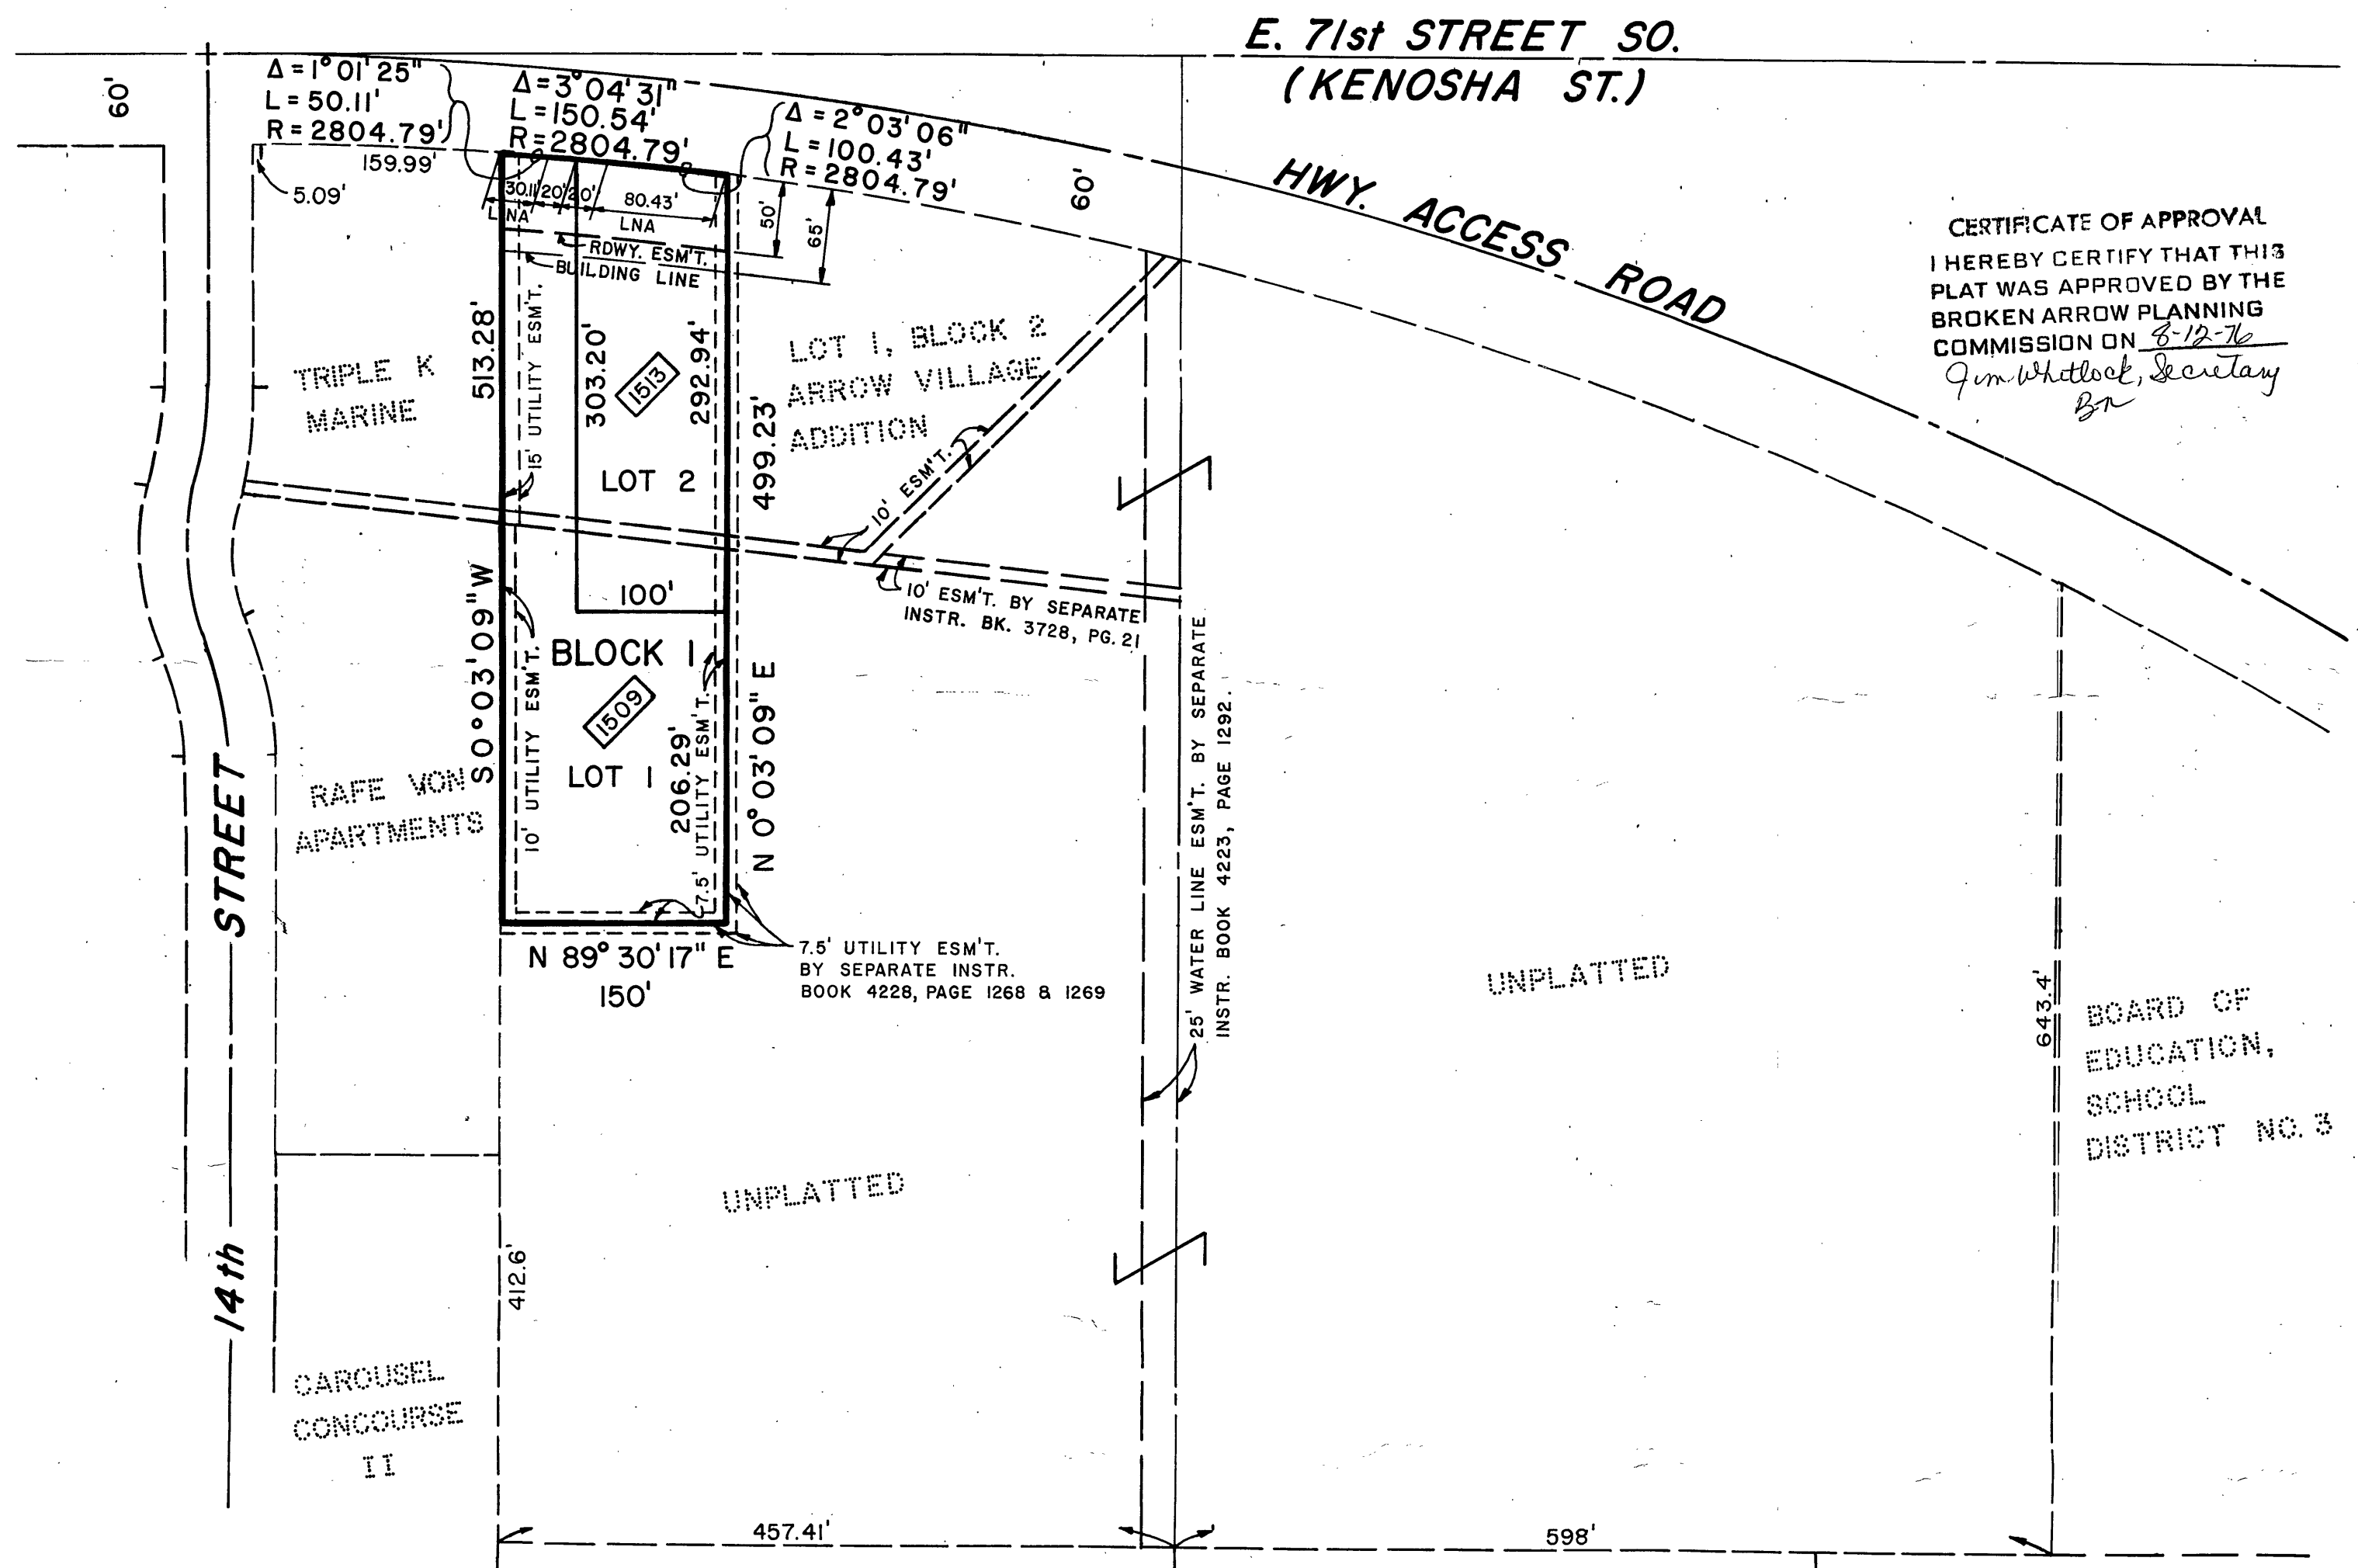 E. 71st STREET SO.
(KENOSHA ST.)
60'
Δ = 1° 01' 25"
L = 50.11'
R = 2804.79'
159.99'
5.09'
Δ = 3° 04' 31"
L = 150.54'
R = 2804.79'
Δ = 2° 03' 06"
L = 100.43'
R = 2804.79'
60'
HWY. ACCESS ROAD
30.11' 20' 20' 80.43'
LNA
LNA
50'
65'
RDWY. ESM'T.
BUILDING LINE
CERTIFICATE OF APPROVAL
I HEREBY CERTIFY THAT THIS
PLAT WAS APPROVED BY THE
BROKEN ARROW PLANNING
COMMISSION ON 8-12-76
Jim Whitlock, Secretary
TRIPLE K
MARINE
513.28'
15' UTILITY ESM'T.
303.20'
1513
292.94'
LOT 2
499.23'
LOT 1, BLOCK 2
ARROW VILLAGE
ADDITION
10' ESM'T.
10' ESM'T. BY SEPARATE
INSTR. BK. 3728, PG. 21
100'
BLOCK 1
1509
LOT 1
S 0° 03' 09" W
10' UTILITY ESM'T.
206.29'
7.5' UTILITY ESM'T.
N 0° 03' 09" E
RAFE VON
APARTMENTS
N 89° 30' 17" E
150'
7.5' UTILITY ESM'T.
BY SEPARATE INSTR.
BOOK 4228, PAGE 1268 & 1269
25' WATER LINE ESM'T. BY SEPARATE
INSTR. BOOK 4223, PAGE 1292.
UNPLATTED
643.4'
BOARD OF
EDUCATION,
SCHOOL
DISTRICT NO. 3
14th STREET
UNPLATTED
412.6'
CAROUSEL
CONCOURSE
II
457.41'
598'